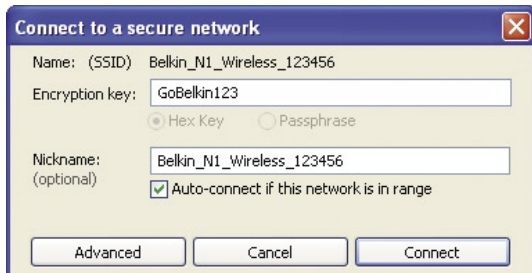 Connect to a secure network
Name: (SSID) Belkin_N1_Wireless_123456
Encryption key: GoBelkin123
Hex Key Passphrase
Nickname: Belkin_N1_Wireless_123456
(optional)
Auto-connect if this network is in range
Advanced Cancel Connect